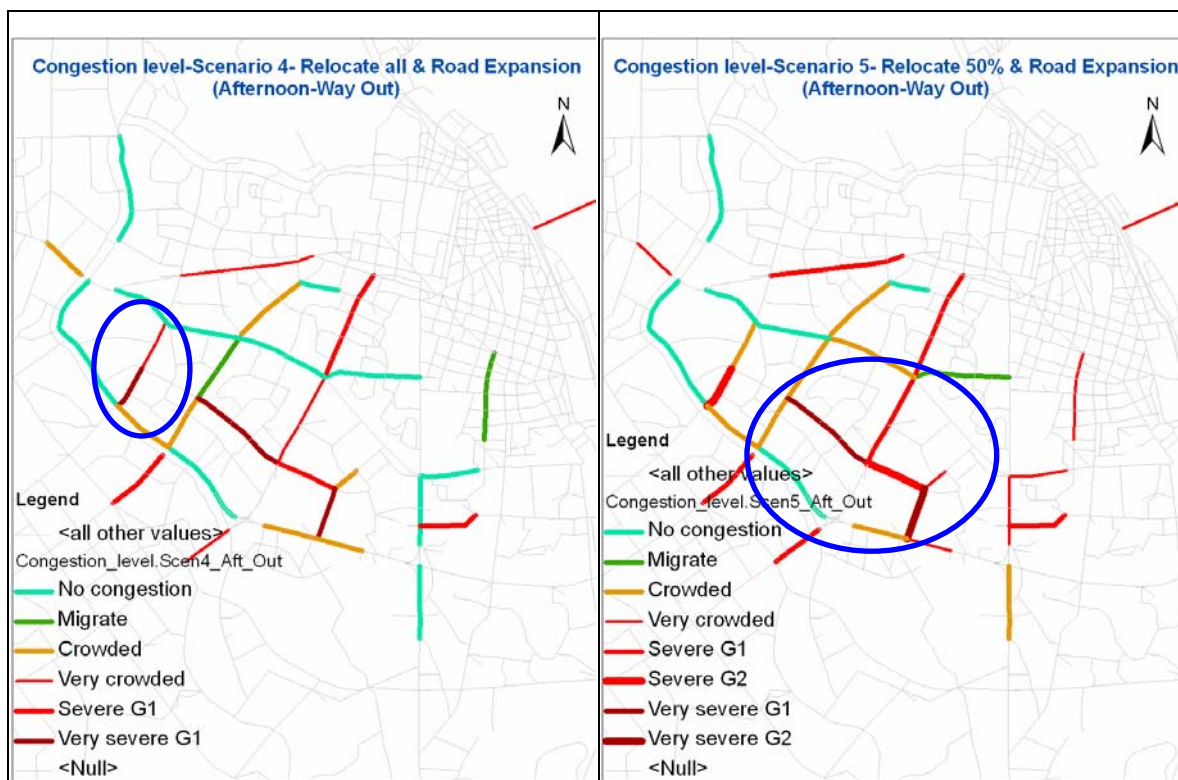 Congestion level-Scenario 4- Relocate all & Road Expansion
(Afternoon-Way Out)
N
Legend
<all other values>
Congestion_level.Scen4_Aft_Out
No congestion
Migrate
Crowded
Very crowded
Severe G1
Very severe G1
<Null>
Congestion level-Scenario 5- Relocate 50% & Road Expansion
(Afternoon-Way Out)
N
Legend
<all other values>
Congestion_level.Scen5_Aft_Out
No congestion
Migrate
Crowded
Very crowded
Severe G1
Severe G2
Very severe G1
Very severe G2
<Null>